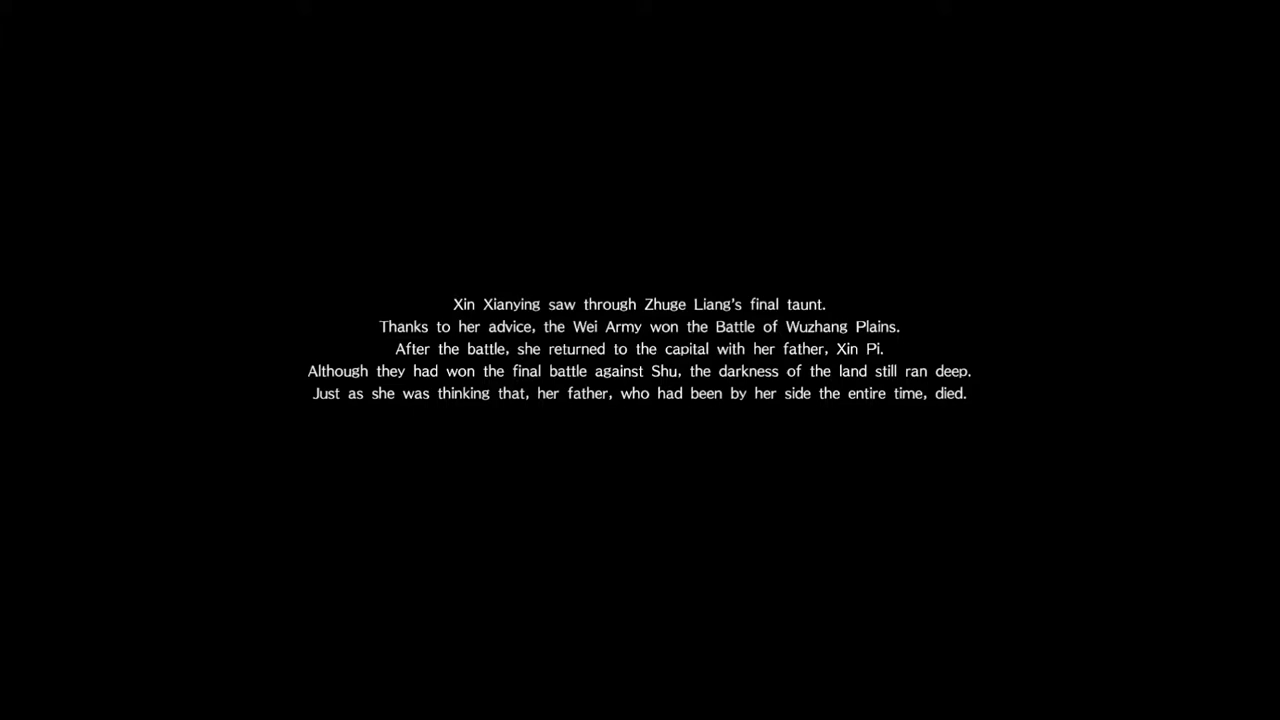 Xin Xianying saw through Zhuge Liang's final taunt.
Thanks to her advice, the Wei Army won the Battle of Wuzhang Plains.
After the battle, she returned to the capital with her father, Xin Pi.
Although they had won the final battle against Shu, the darkness of the land still ran deep.
Just as she was thinking that, her father, who had been by her side the entire time, died.